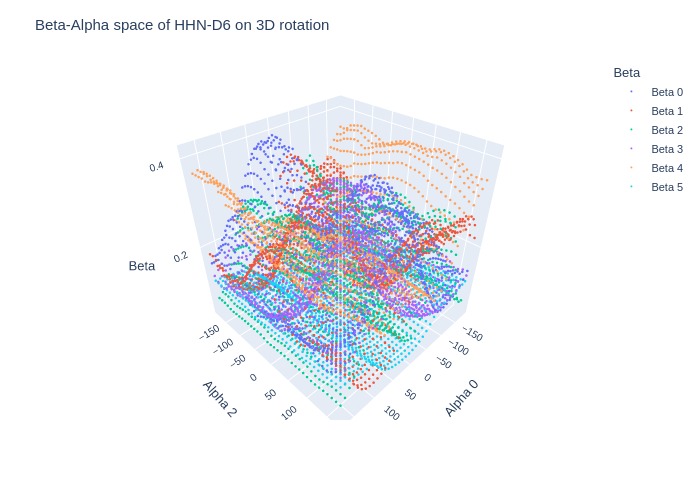 Beta-Alpha space of HHN-D6 on 3D rotation
Beta
Beta 0
Beta 1
Beta 2
Beta 3
Beta 4
Beta 5
0.4
0.2
Beta
−150
−100
−50
0
50
100
Alpha 2
−150
−100
−50
0
50
100
Alpha 0